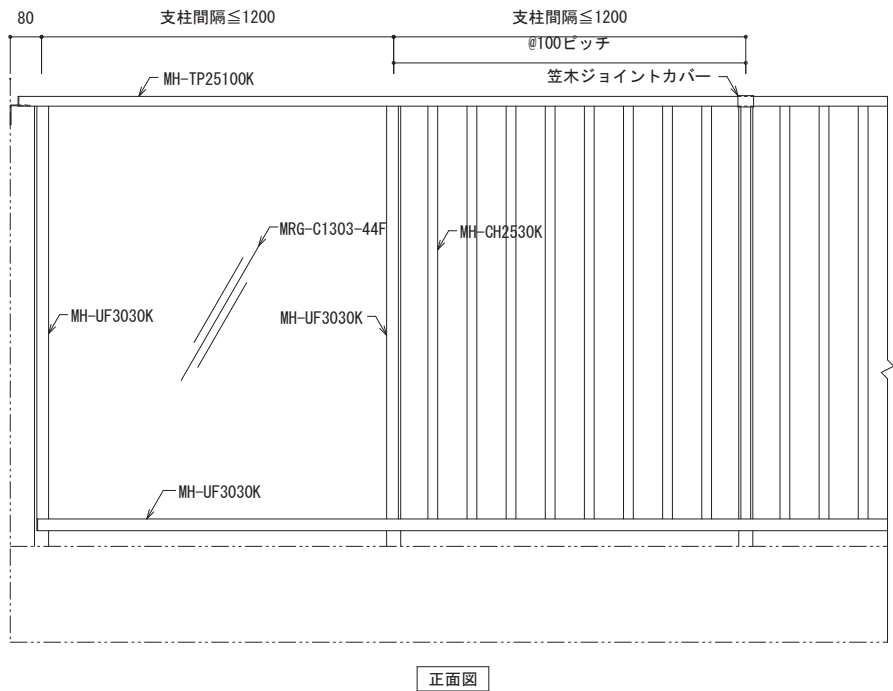 80
支柱間隔≦1200
支柱間隔≦1200
@100ピッチ
MH-TP25100K
笠木ジョイントカバー
MRG-C1303-44F
MH-CH2530K
MH-UF3030K
MH-UF3030K
MH-UF3030K
正面図